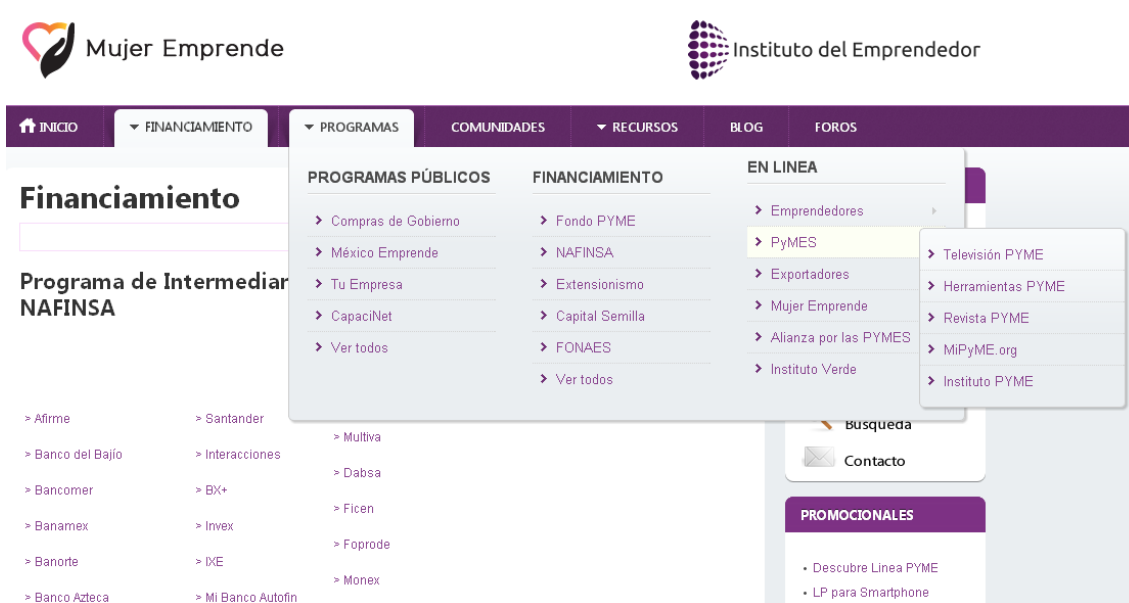 Mujer Emprende
Instituto del Emprendedor
INICIO
FINANCIAMIENTO
PROGRAMAS
COMUNIDADES
RECURSOS
BLOG
FOROS
Financiamiento
Programa de Intermediar
NAFINSA
PROGRAMAS PÚBLICOS
> Compras de Gobierno
> México Emprende
> Tu Empresa
> CapaciNet
> Ver todos
FINANCIAMIENTO
> Fondo PYME
> NAFINSA
> Extensionismo
> Capital Semilla
> FONAES
> Ver todos
EN LINEA
> Emprendedores
> PyMES
> Exportadores
> Mujer Emprende
> Alianza por las PYMES
> Instituto Verde
> Televisión PYME
> Herramientas PYME
> Revista PYME
> MiPyME.org
> Instituto PYME
> Afirme
> Banco del Bajío
> Bancomer
> Banamex
> Banorte
> Banco Azteca
> Santander
> Interacciones
> BX+
> Invex
> IXE
> Mi Banco Autofin
> Multiva
> Dabsa
> Ficen
> Foprode
> Monex
Búsqueda
Contacto
PROMOCIONALES
• Descubre Linea PYME
• LP para Smartphone